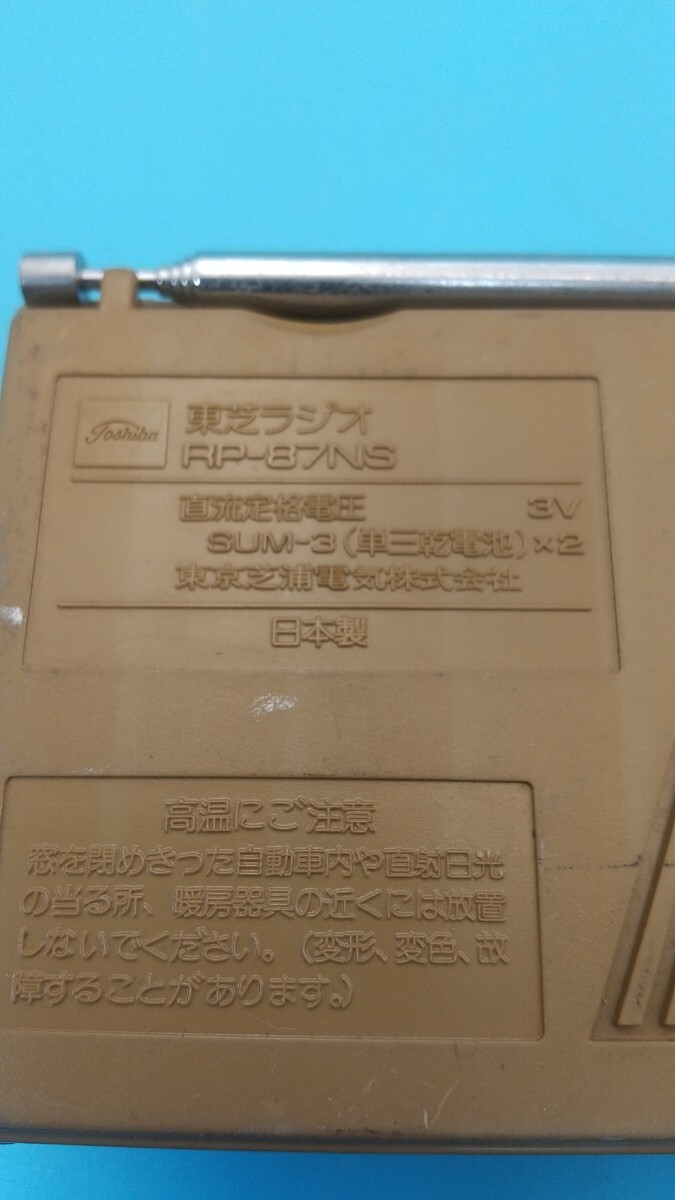 Toshiba
東芝ラジオ
RP-87NS
直流定格電圧 3V
SUM-3(単三乾電池)×2
東京芝浦電気株式会社
日本製
高温にご注意
窓を閉めきった自動車内や直射日光
の当る所、暖房器具の近くには放置
しないでください。(変形、変色、故
障することがあります。)